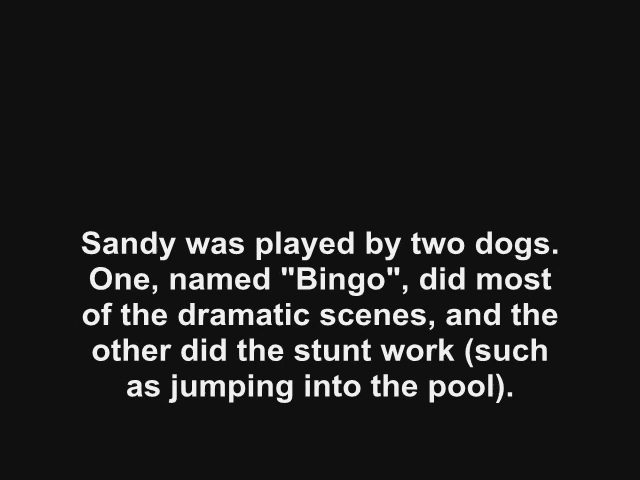 Sandy was played by two dogs.
One, named "Bingo", did most
of the dramatic scenes, and the
other did the stunt work (such
as jumping into the pool).